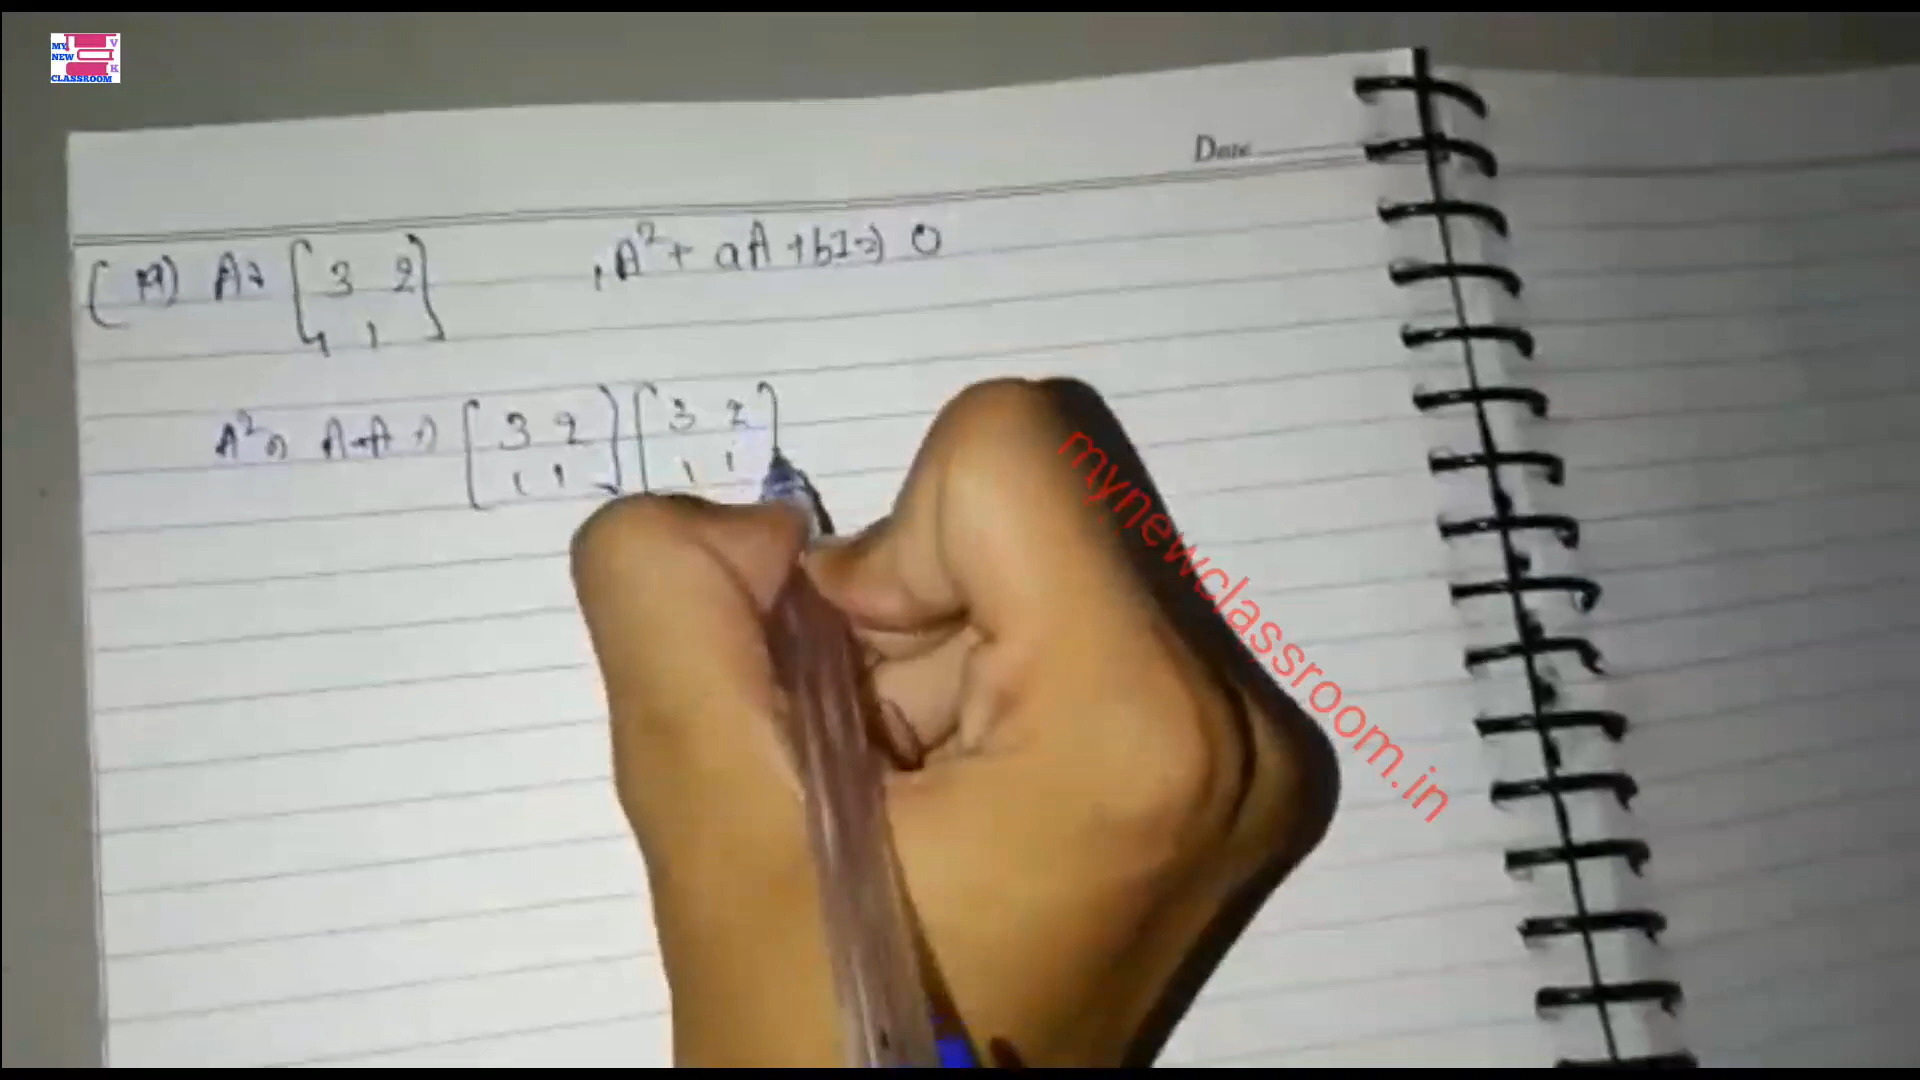 MY NEW CLASSROOM V K
Date
A = [ 3 2 , A² + aA + bI = 0
1 1 ]
A² = A·A = [ 3 2 ] [ 3 2 ]
1 1 1 1
mynewclassroom.in